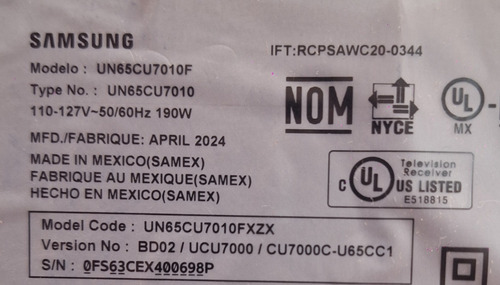 SAMSUNG
IFT:RCPSAWC20-0344
Modelo : UN65CU7010F
Type No. : UN65CU7010
110-127V~50/60Hz 190W
NOM
NYCE
UL
MX
MFD./FABRIQUE: APRIL 2024
MADE IN MEXICO(SAMEX)
FABRIQUE AU MEXIQUE(SAMEX)
HECHO EN MEXICO(SAMEX)
Television
Receiver
c UL US LISTED
E518815
Model Code : UN65CU7010FXZX
Version No : BD02 / UCU7000 / CU7000C-U65CC1
S/N : 0FS63CEX400698P